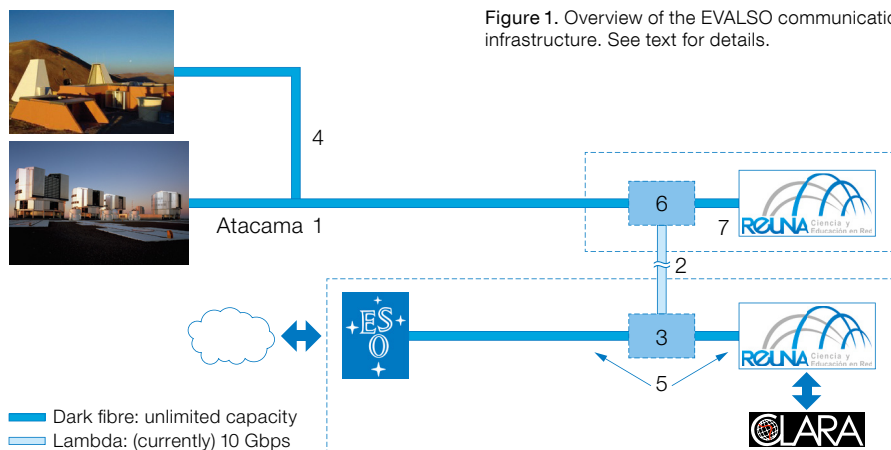 Figure 1. Overview of the EVALSO communicatio
infrastructure. See text for details.
4
6
7
REUNA Ciencia y
Educación en Red
Atacama 1
2
ES
O
3
REUNA Ciencia y
Educación en Red
5
CLARA
Dark fibre: unlimited capacity
Lambda: (currently) 10 Gbps